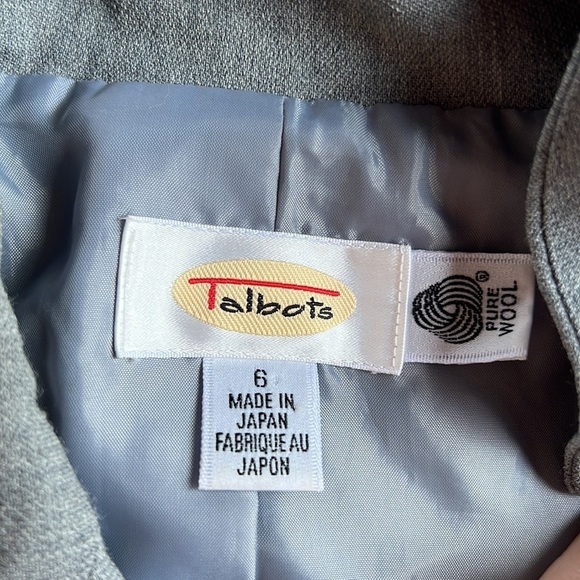 Talbots
®
PURE
WOOL
6
MADE IN
JAPAN
FABRIQUE AU
JAPON